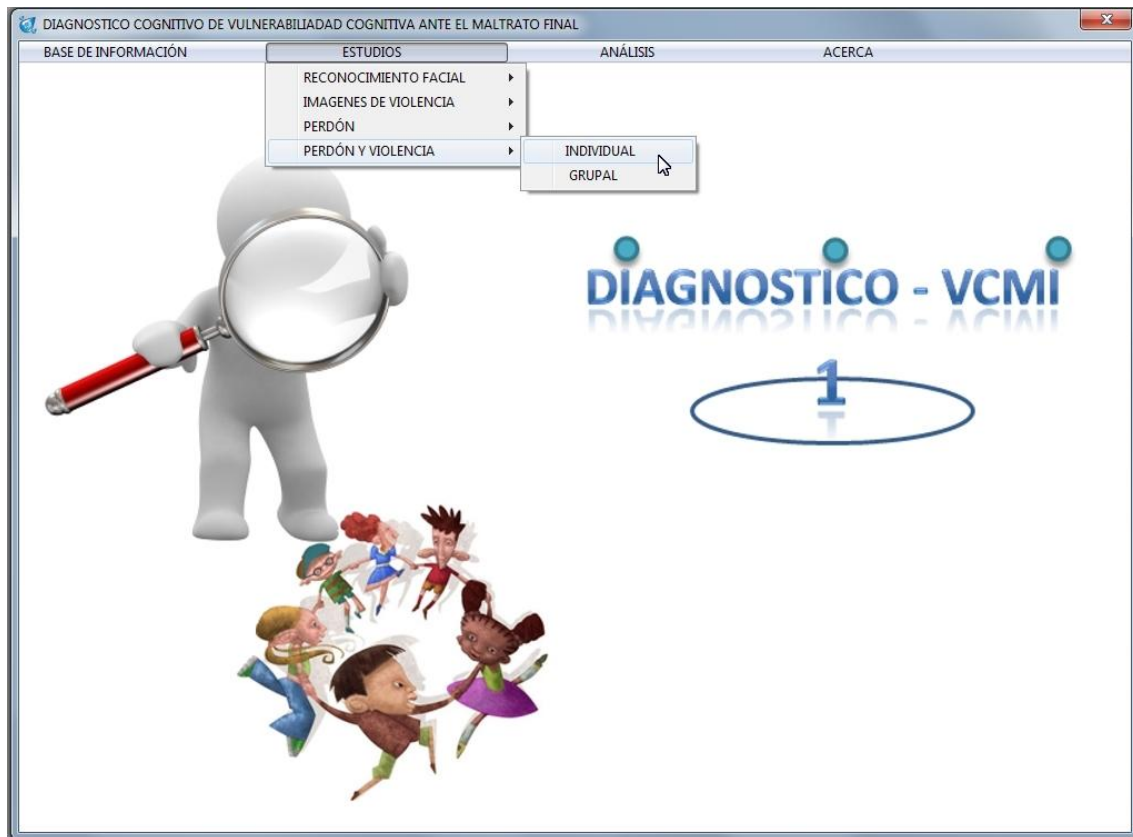 DIAGNOSTICO COGNITIVO DE VULNERABILIADAD COGNITIVA ANTE EL MALTRATO FINAL
BASE DE INFORMACIÓN ESTUDIOS ANÁLISIS ACERCA
RECONOCIMIENTO FACIAL
IMAGENES DE VIOLENCIA
PERDÓN
PERDÓN Y VIOLENCIA
INDIVIDUAL
GRUPAL
DIAGNOSTICO - VCMI
1